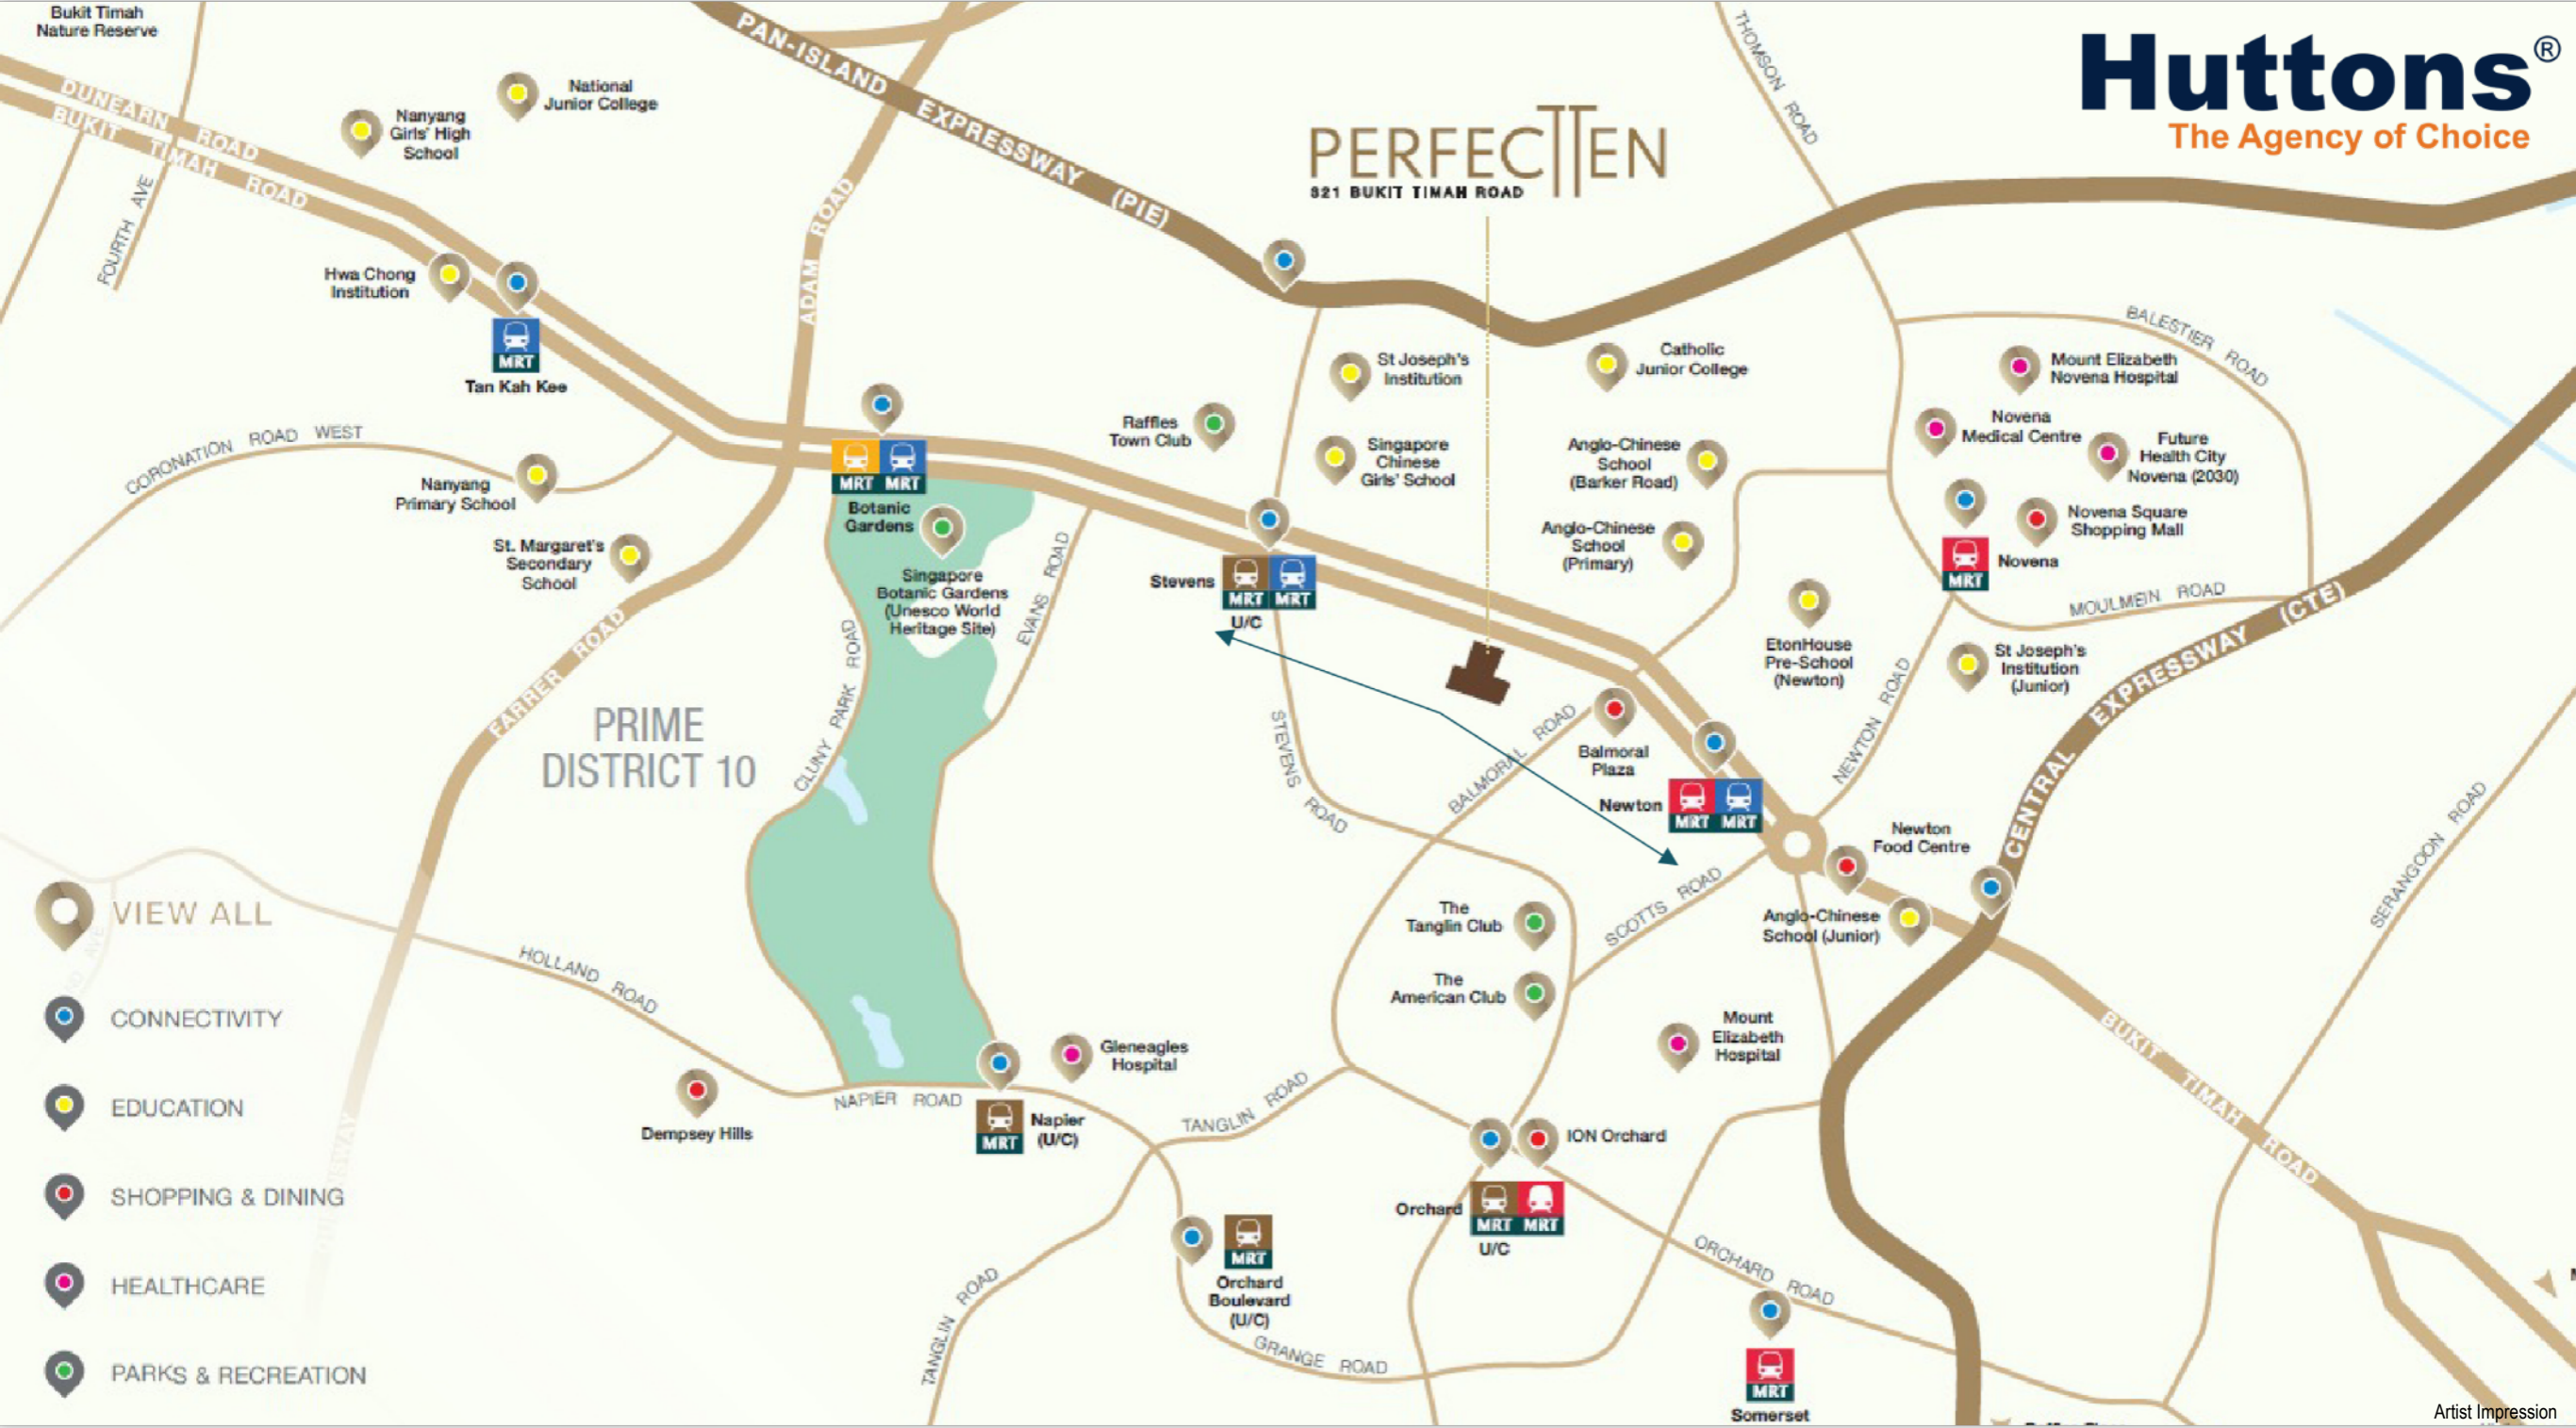 Bukit Timah
Nature Reserve
DUNEARN ROAD
BUKIT TIMAH ROAD
FOURTH AVE
Nanyang
Girls' High
School
National
Junior College
PAN-ISLAND EXPRESSWAY (PIE)
ADAM ROAD
PERFECTTEN
321 BUKIT TIMAH ROAD
THOMSON ROAD
Huttons®
The Agency of Choice
Hwa Chong
Institution
MRT
Tan Kah Kee
CORONATION ROAD WEST
Nanyang
Primary School
St. Margaret's
Secondary
School
FARRER ROAD
MRT MRT
Botanic
Gardens
Singapore
Botanic Gardens
(Unesco World
Heritage Site)
EVANS ROAD
CLUNY PARK ROAD
Raffles
Town Club
St Joseph's
Institution
Singapore
Chinese
Girls' School
Stevens
MRT MRT
U/C
STEVENS ROAD
Catholic
Junior College
Anglo-Chinese
School
(Barker Road)
Anglo-Chinese
School
(Primary)
BALESTIER ROAD
Mount Elizabeth
Novena Hospital
Novena
Medical Centre
Future
Health City
Novena (2030)
Novena Square
Shopping Mall
MRT
Novena
MOULMEIN ROAD
EtonHouse
Pre-School
(Newton)
St Joseph's
Institution
(Junior)
NEWTON ROAD
CENTRAL EXPRESSWAY (CTE)
SERANGOON ROAD
PRIME
DISTRICT 10
BALMORAL ROAD
Balmoral
Plaza
Newton
MRT MRT
Newton
Food Centre
SCOTTS ROAD
Anglo-Chinese
School (Junior)
The
Tanglin Club
The
American Club
Mount
Elizabeth
Hospital
BUKIT TIMAH ROAD
HOLLAND ROAD
Dempsey Hills
NAPIER ROAD
Gleneagles
Hospital
MRT
Napier
(U/C)
TANGLIN ROAD
TANGLIN ROAD
MRT
Orchard
Boulevard
(U/C)
GRANGE ROAD
ION Orchard
Orchard
MRT MRT
U/C
ORCHARD ROAD
MRT
Somerset
VIEW ALL
CONNECTIVITY
EDUCATION
SHOPPING & DINING
HEALTHCARE
PARKS & RECREATION
Artist Impression